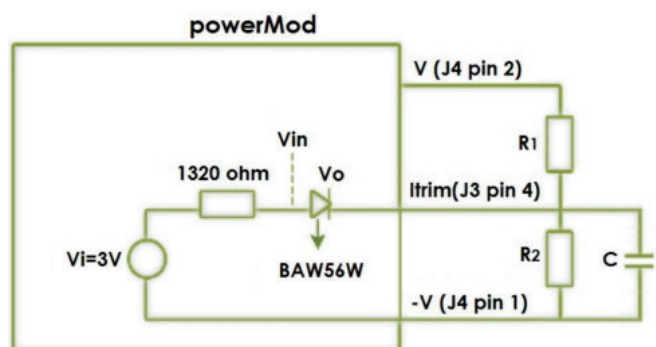 powerMod
V (J4 pin 2)
R1
Vin
1320 ohm
Vo
Itrim(J3 pin 4)
Vi=3V
BAW56W
R2
C
-V (J4 pin 1)